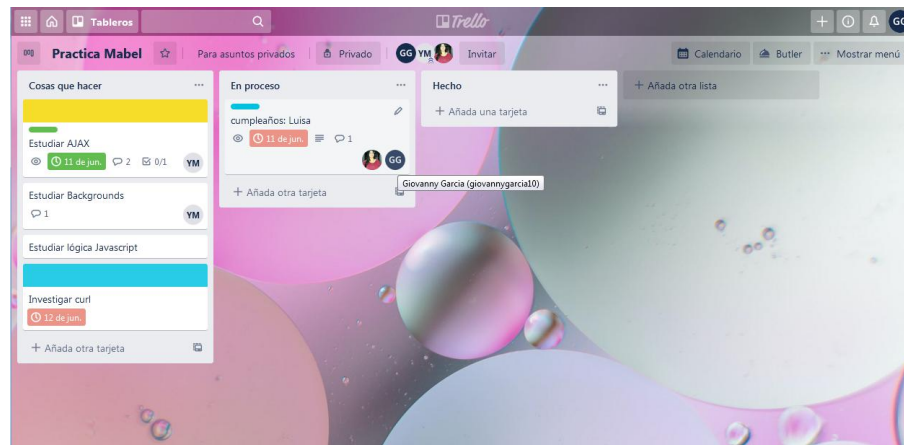 Tableros
Trello
GG
Practica Mabel
Para asuntos privados
Privado
GG YM
Invitar
Calendario
Butler
Mostrar menú
Cosas que hacer
Estudiar AJAX
11 de jun. 2 0/1 YM
Estudiar Backgrounds
1 YM
Estudiar lógica Javascript
Investigar curl
12 de jun.
+ Añada otra tarjeta
En proceso
cumpleaños: Luisa
11 de jun. 1
GG
+ Añada otra tarjeta
Giovanny Garcia (giovannygarcia10)
Hecho
+ Añada una tarjeta
+ Añada otra lista